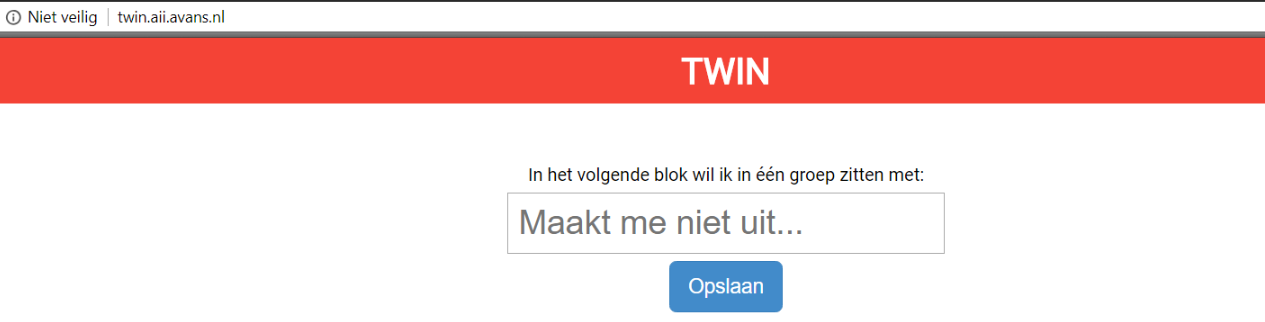 Niet veilig | twin.aii.avans.nl
TWIN
In het volgende blok wil ik in één groep zitten met:
Maakt me niet uit...
Opslaan